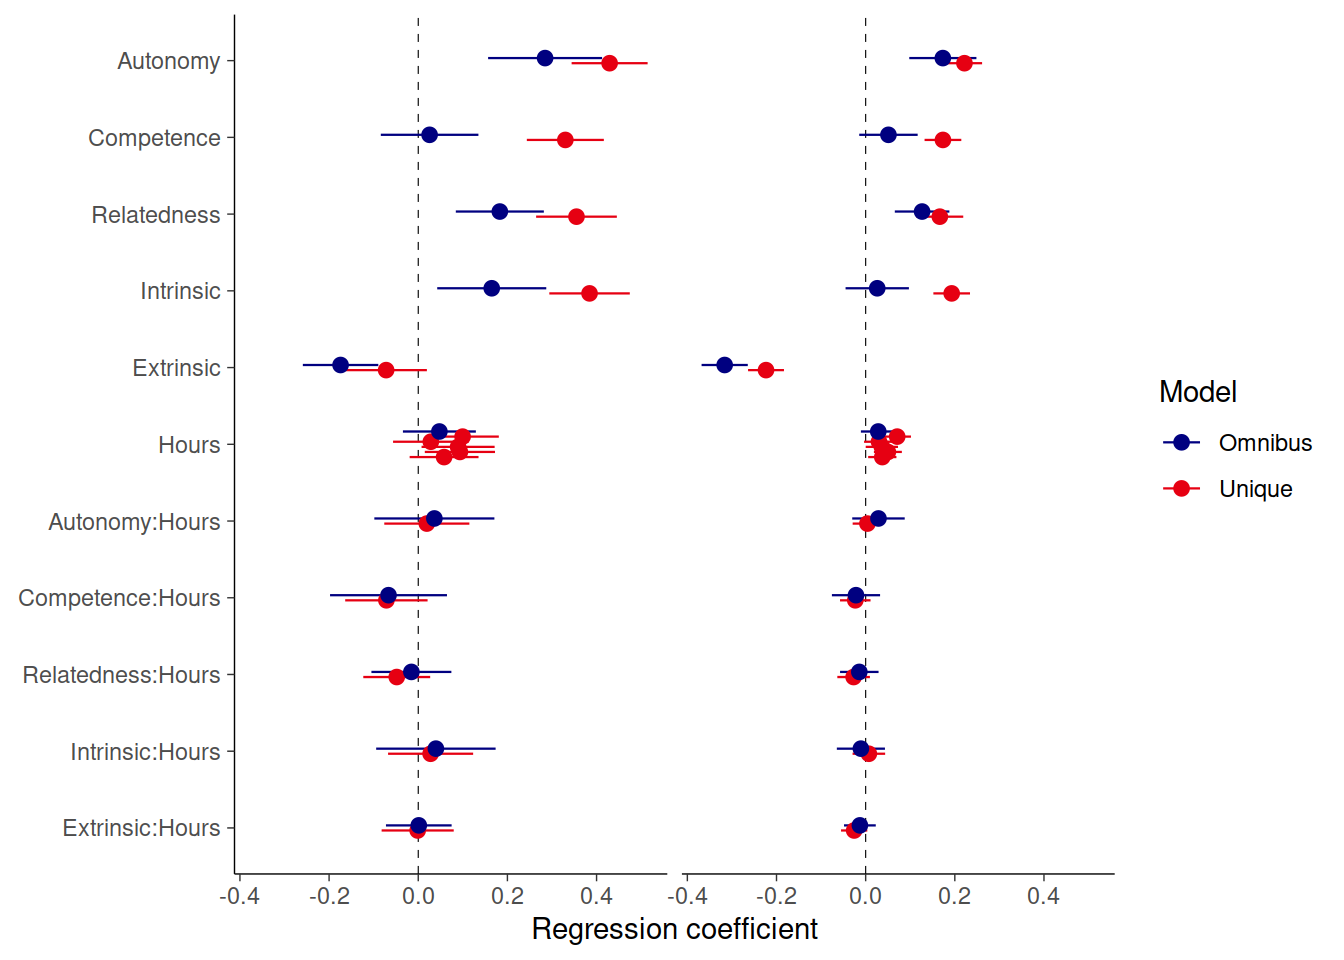 Autonomy
Competence
Relatedness
Intrinsic
Extrinsic
Hours
Autonomy:Hours
Competence:Hours
Relatedness:Hours
Intrinsic:Hours
Extrinsic:Hours
-0.4 -0.2 0.0 0.2 0.4 -0.4 -0.2 0.0 0.2 0.4
Regression coefficient
Model
Omnibus
Unique